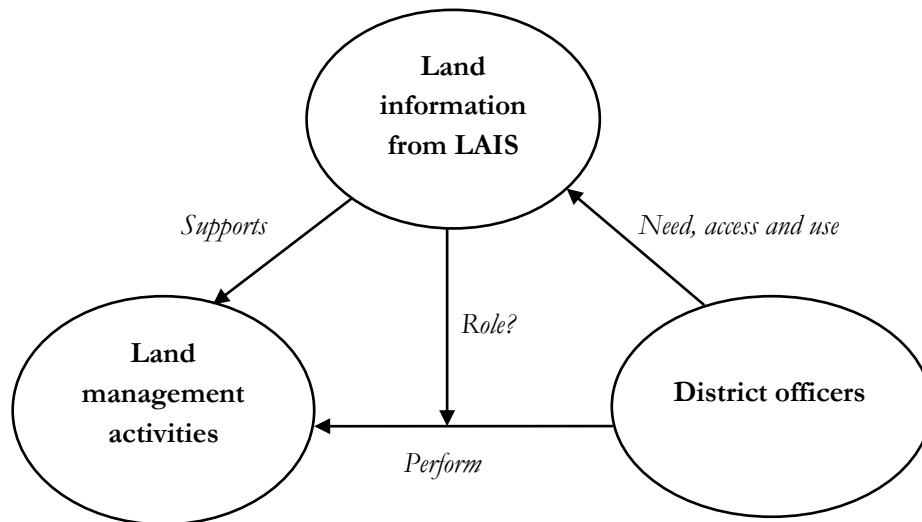 Land
information
from LAIS
Supports
Need, access and use
Role?
Land
management
activities
District officers
Perform